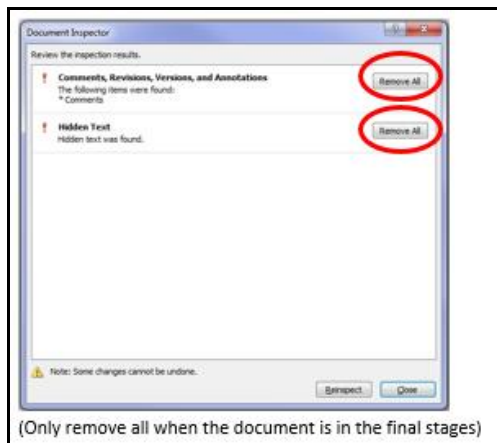 Document Inspector
Review the inspection results.
! Comments, Revisions, Versions, and Annotations
Remove All
The following items were found:
* Comments
! Hidden Text
Remove All
Hidden text was found.
Note: Some changes cannot be undone.
Reinspect
Close
(Only remove all when the document is in the final stages)